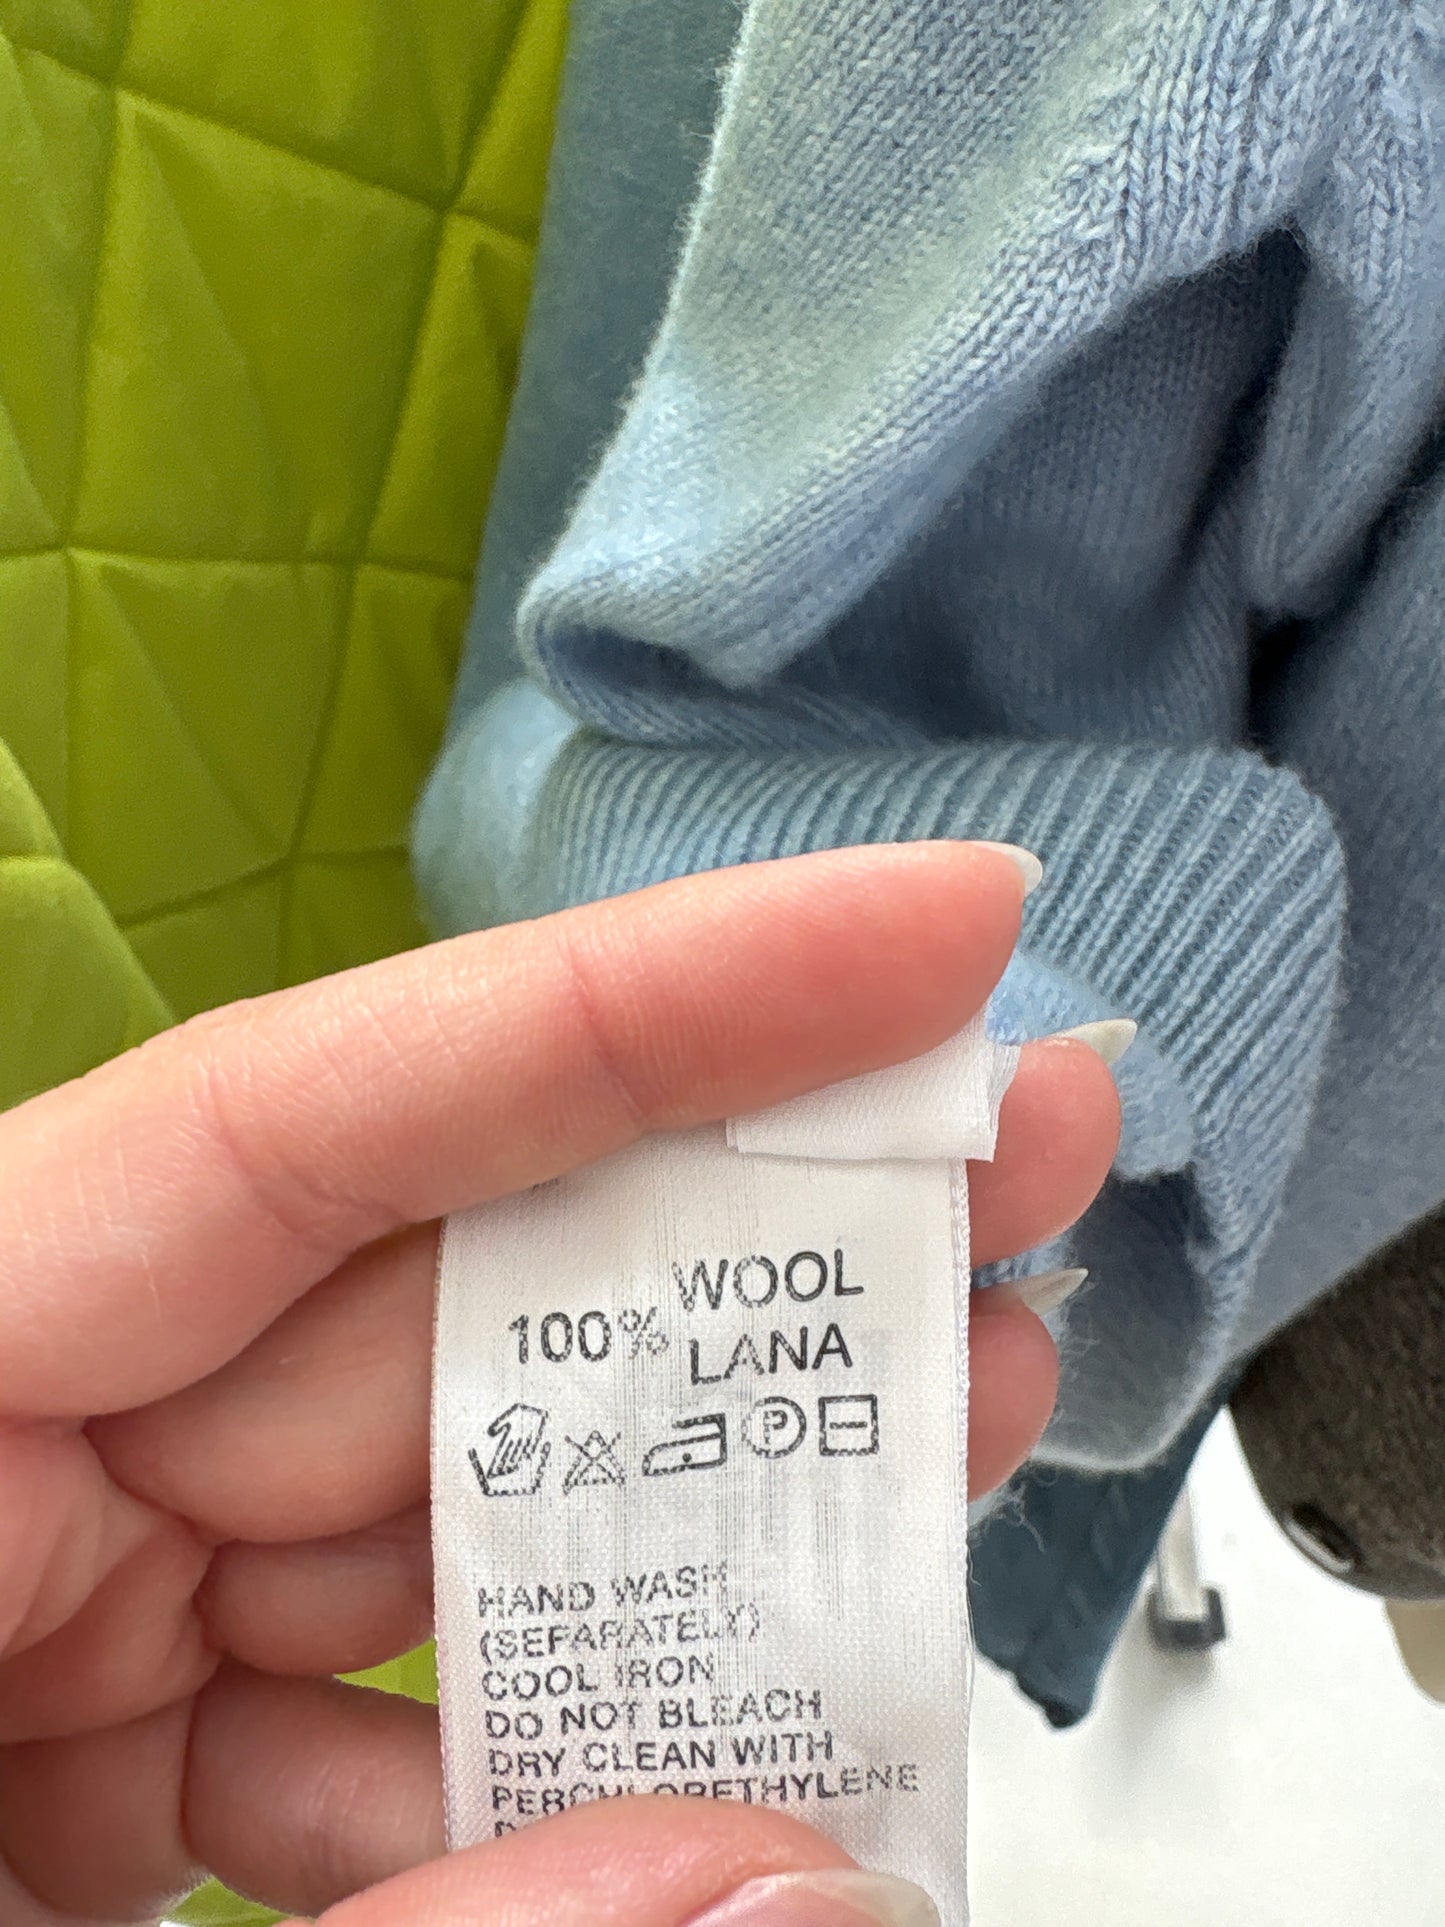 100% WOOL
LANA
P
HAND WASH
(SEPARATELY)
COOL IRON
DO NOT BLEACH
DRY CLEAN WITH
PERCHLORETHYLENE